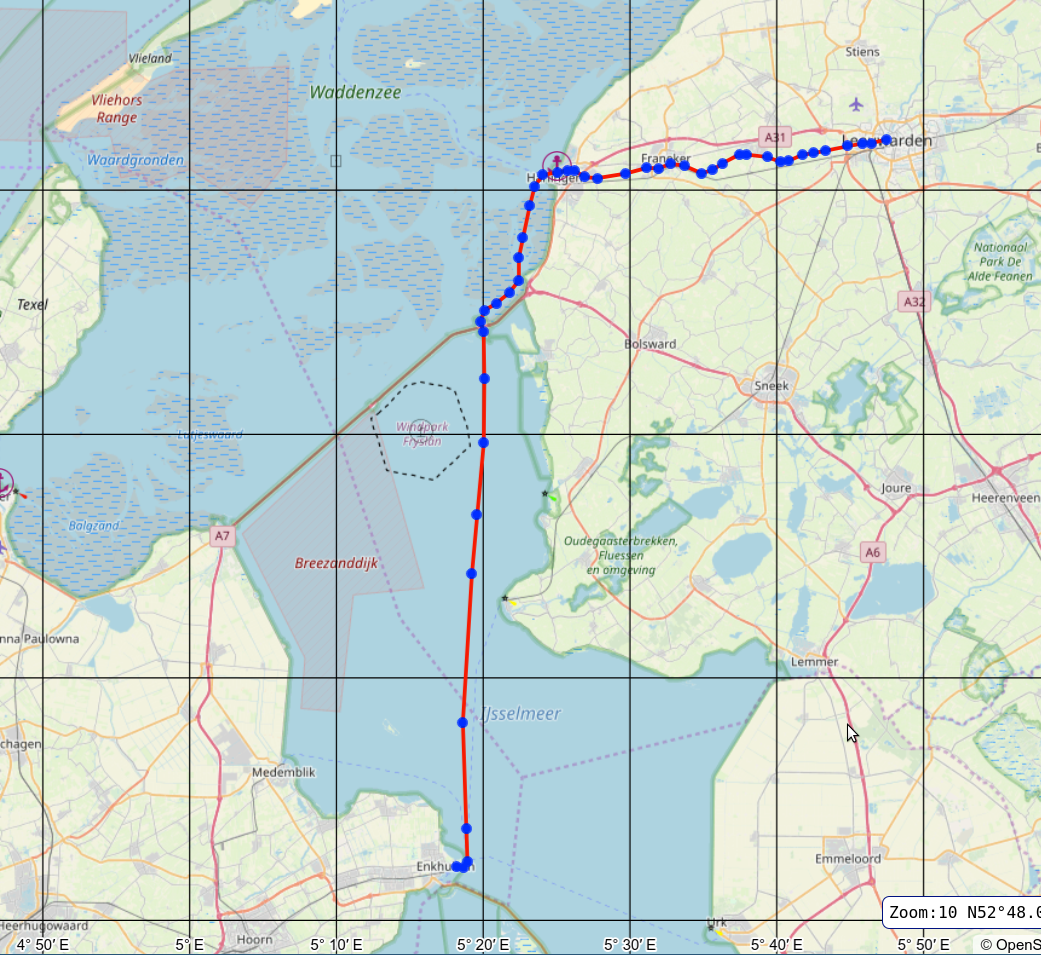 Vlieland
Stiens
Vliehors
Range
Waddenzee
A31
Leeuwarden
Waardgronden
Franeker
Harlingen
Nationaal
Park De
Alde Feanen
Texel
A32
Bolsward
Sneek
Windpark
Fryslân
Lutjeswaard
Joure
Heerenveen
Balgzand
A7
Breezanddijk
Oudegaasterbrekken,
Fluessen
en omgeving
A6
nna Paulowna
Lemmer
IJsselmeer
chagen
Medemblik
Enkhuizen
Emmeloord
Heerhugowaard
Hoorn
Urk
Zoom:10 N52°48.0
4° 50′ E
5° E
5° 10′ E
5° 20′ E
5° 30′ E
5° 40′ E
5° 50′ E
© OpenS